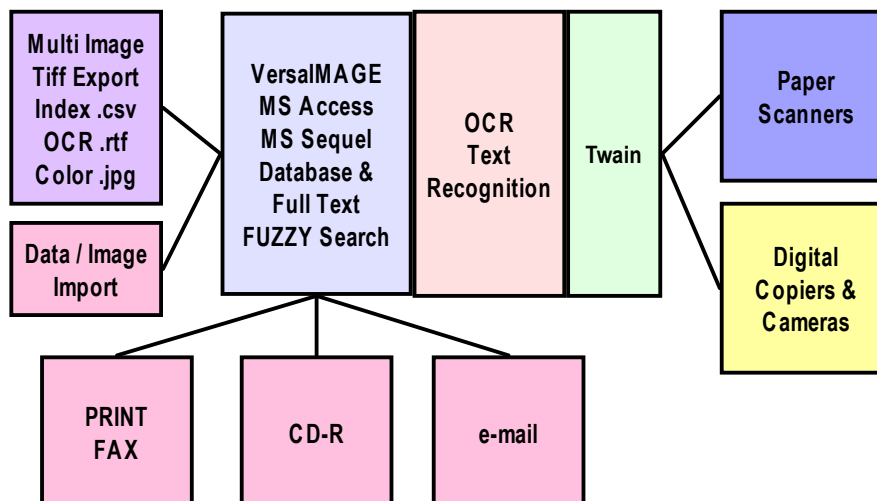 Multi Image
Tiff Export
Index .csv
OCR .rtf
Color .jpg
Data / Image
Import
VersaIMAGE
MS Access
MS Sequel
Database &
Full Text
FUZZY Search
OCR
Text
Recognition
Twain
Paper
Scanners
Digital
Copiers &
Cameras
PRINT
FAX
CD-R
e-mail